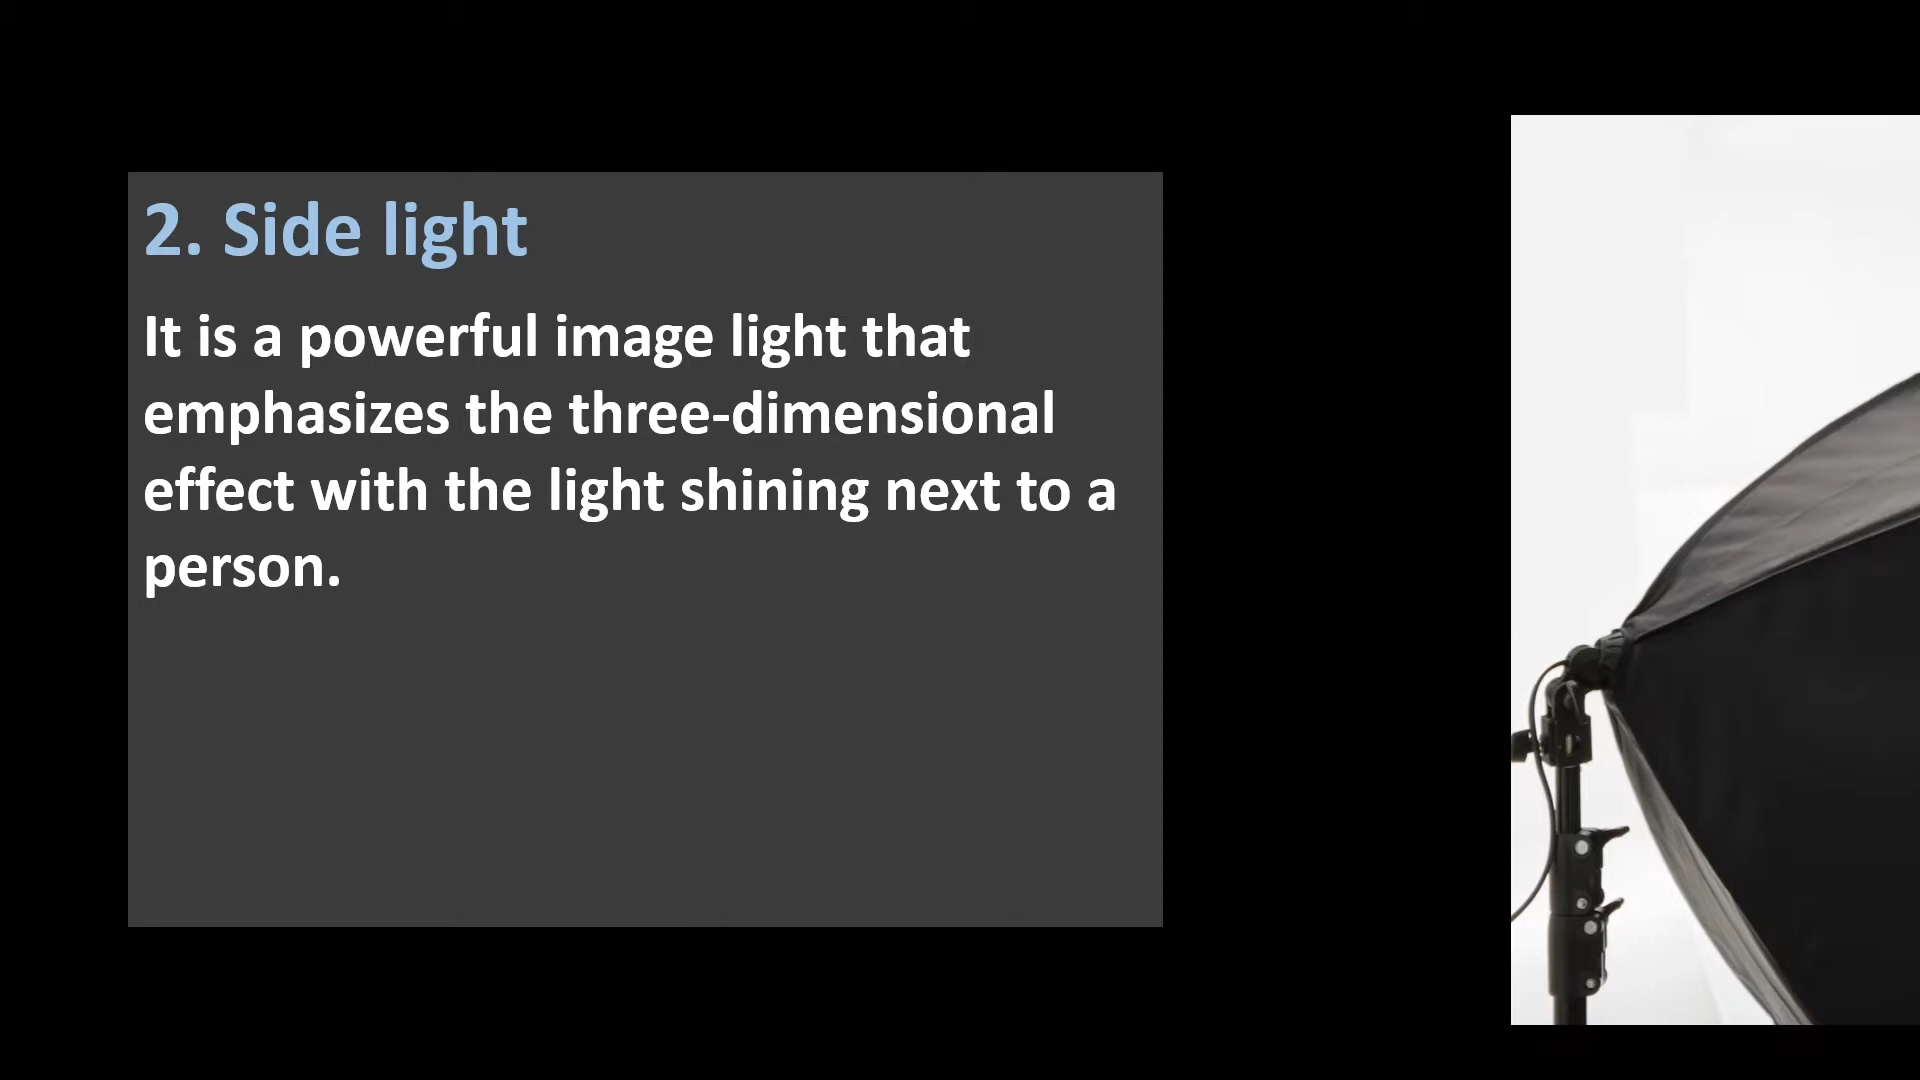 2. Side light
It is a powerful image light that
emphasizes the three-dimensional
effect with the light shining next to a
person.